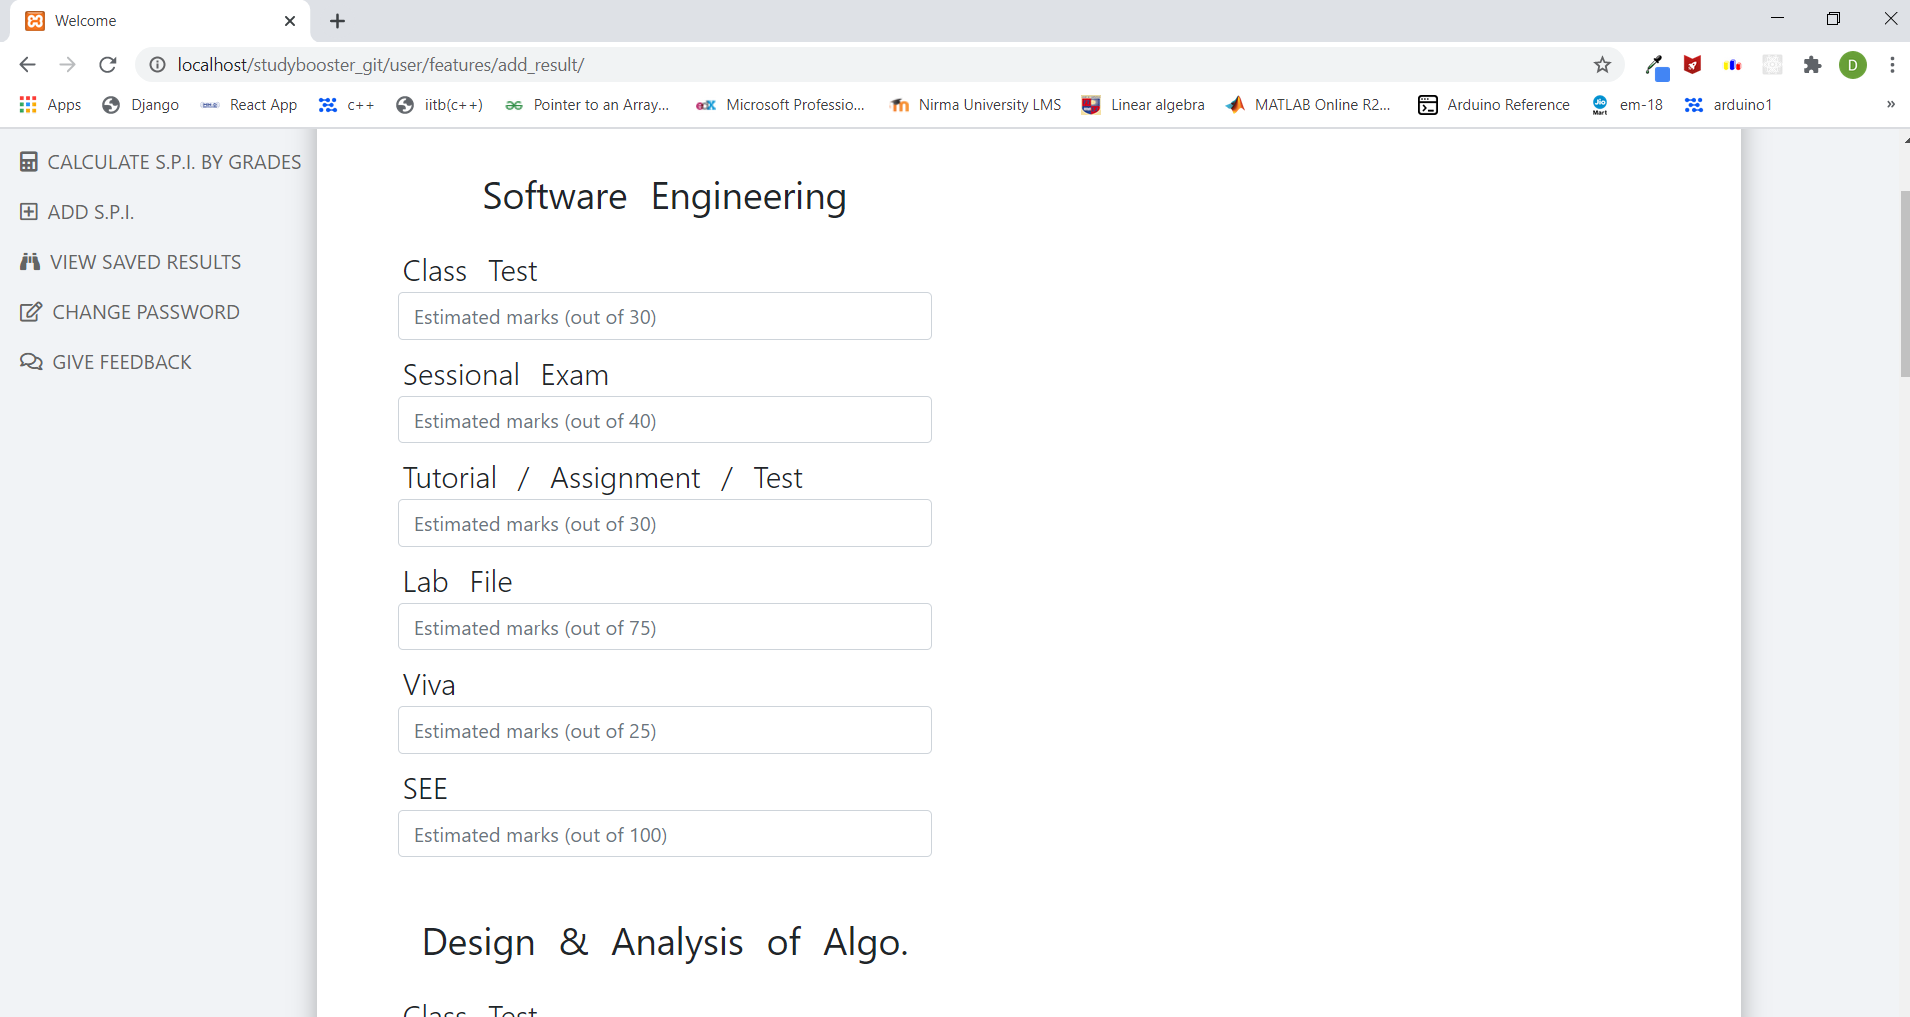 Welcome
localhost/studybooster_git/user/features/add_result/
D
Apps Django React App c++ iitb(c++) Pointer to an Array... Microsoft Professio... Nirma University LMS Linear algebra MATLAB Online R2... Arduino Reference em-18 arduino1 »
CALCULATE S.P.I. BY GRADES
ADD S.P.I.
VIEW SAVED RESULTS
CHANGE PASSWORD
GIVE FEEDBACK
Software Engineering
Class Test
Estimated marks (out of 30)
Sessional Exam
Estimated marks (out of 40)
Tutorial / Assignment / Test
Estimated marks (out of 30)
Lab File
Estimated marks (out of 75)
Viva
Estimated marks (out of 25)
SEE
Estimated marks (out of 100)
Design & Analysis of Algo.
Class Test